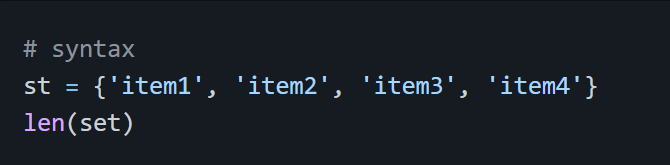 # syntax
st = {'item1', 'item2', 'item3', 'item4'}
len(set)